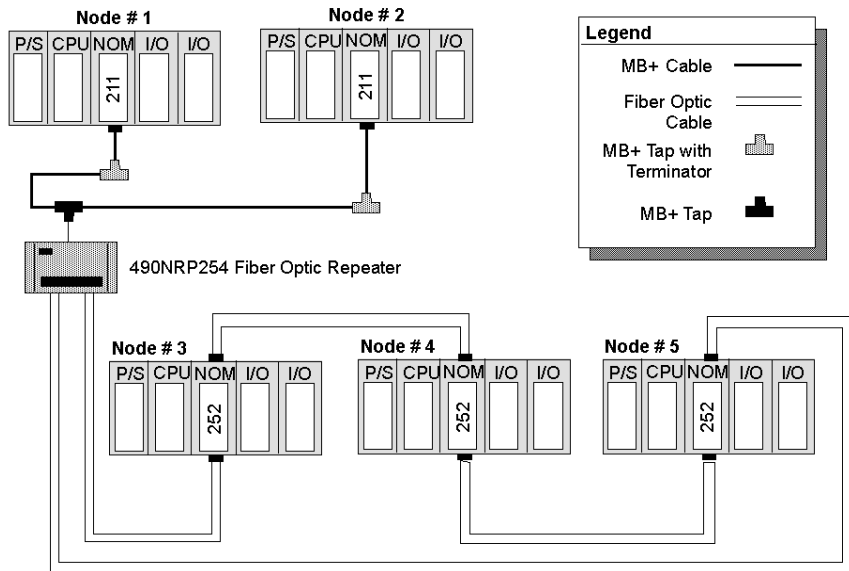 Node # 1
P/S CPU NOM I/O I/O
211
Node # 2
P/S CPU NOM I/O I/O
211
Legend
MB+ Cable
Fiber Optic
Cable
MB+ Tap with
Terminator
MB+ Tap
490NRP254 Fiber Optic Repeater
Node # 3
P/S CPU NOM I/O I/O
252
Node # 4
P/S CPU NOM I/O I/O
252
Node # 5
P/S CPU NOM I/O I/O
252